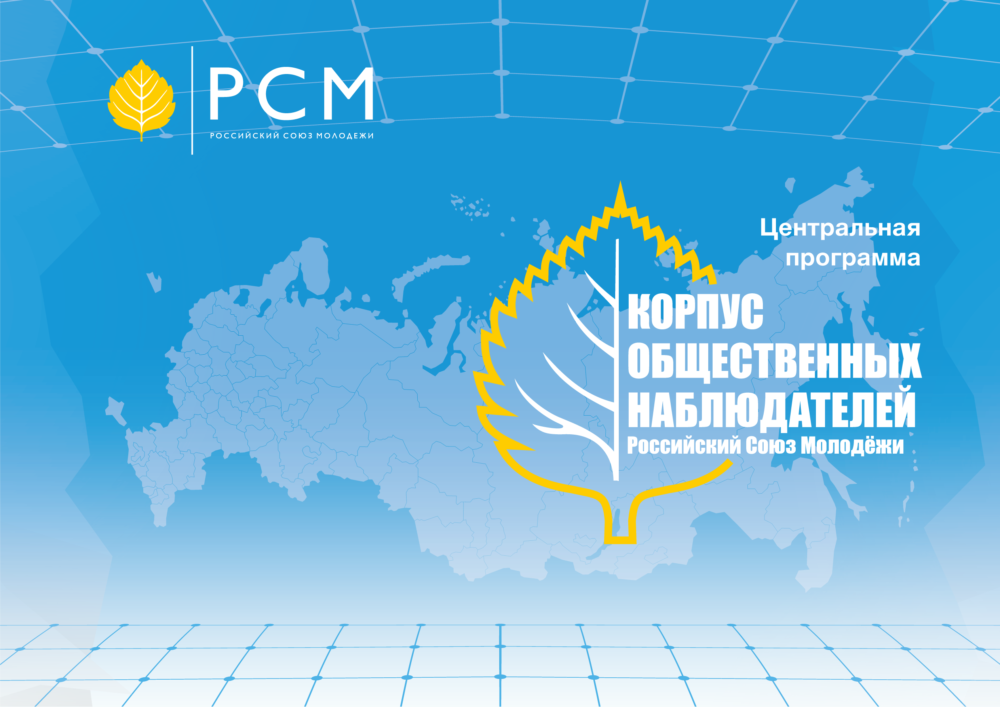 РСМ
РОССИЙСКИЙ СОЮЗ МОЛОДЕЖИ
Центральная
программа
КОРПУС
ОБЩЕСТВЕННЫХ
НАБЛЮДАТЕЛЕЙ
Российский Союз Молодёжи